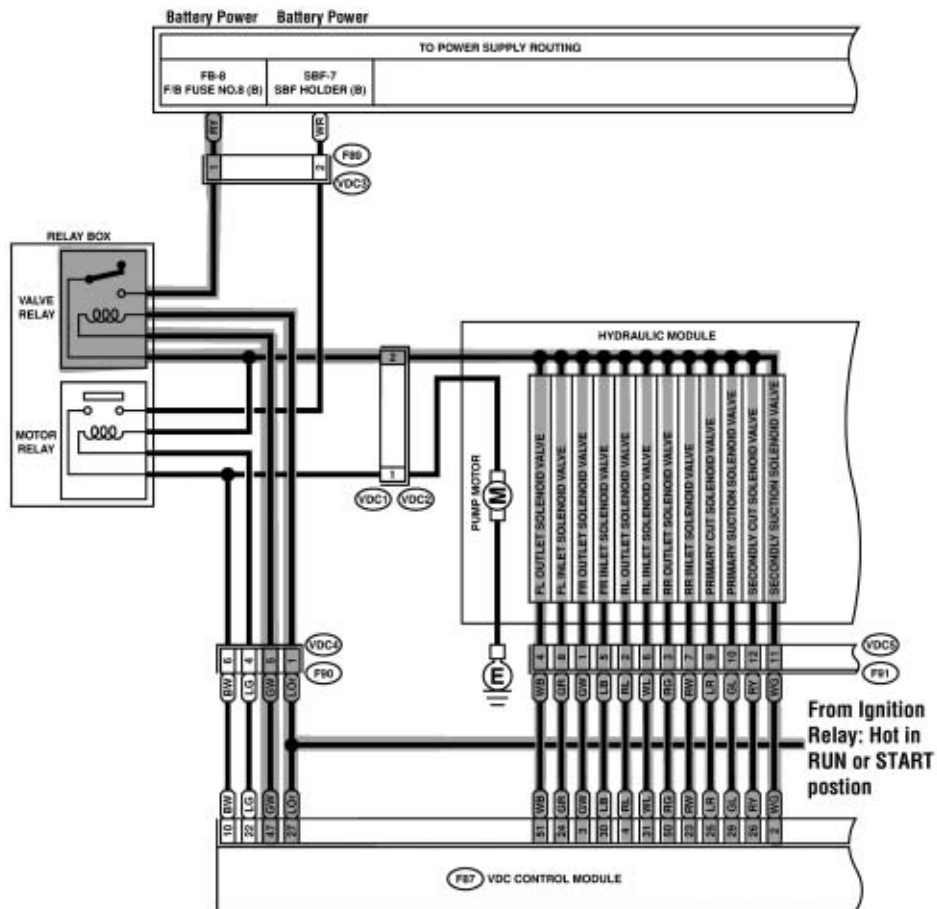 Battery Power Battery Power
TO POWER SUPPLY ROUTING
FB-8
F/B FUSE NO.8 (B)
SBF-7
SBF HOLDER (B)
RY
WR
1
2
F89
VDC3
RELAY BOX
VALVE
RELAY
MOTOR
RELAY
2
1
VDC1
VDC2
HYDRAULIC MODULE
PUMP MOTOR
M
E
FL OUTLET SOLENOID VALVE
FL INLET SOLENOID VALVE
FR OUTLET SOLENOID VALVE
FR INLET SOLENOID VALVE
RL OUTLET SOLENOID VALVE
RL INLET SOLENOID VALVE
RR OUTLET SOLENOID VALVE
RR INLET SOLENOID VALVE
PRIMARY CUT SOLENOID VALVE
PRIMARY SUCTION SOLENOID VALVE
SECONDLY CUT SOLENOID VALVE
SECONDLY SUCTION SOLENOID VALVE
6 4 5 1
VDC4
F90
BW LG GW
4 8 1 5 2 6 3 7 9 10 12 11
VDC5
F91
WB GR GW LB RL WL RG RW LR GL RY WG
From Ignition
Relay: Hot in
RUN or START
postion
BW LG GW
10 22 47 27
WB GR GW LB RL WL RG RW LR GL RY WG
51 24 3 30 4 31 50 23 25 29 26 2
F87 VDC CONTROL MODULE